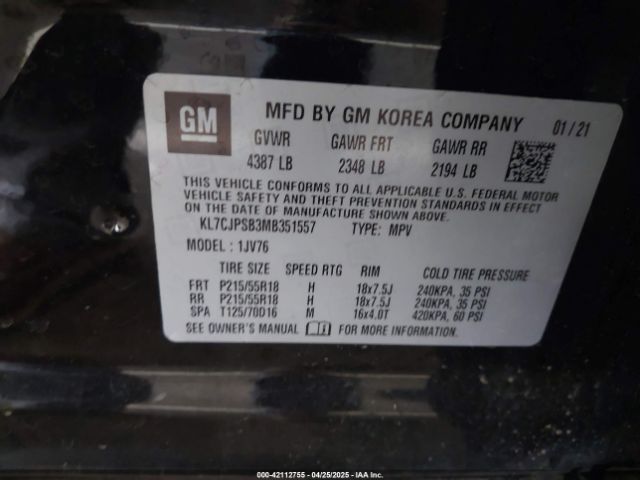 GM
MFD BY GM KOREA COMPANY 01/21
GVWR GAWR FRT GAWR RR
4387 LB 2348 LB 2194 LB
THIS VEHICLE CONFORMS TO ALL APPLICABLE U.S. FEDERAL MOTOR
VEHICLE SAFETY AND THEFT PREVENTION STANDARDS IN EFFECT
ON THE DATE OF MANUFACTURE SHOWN ABOVE.
KL7CJPSB3MB351557 TYPE: MPV
MODEL: 1JV76
TIRE SIZE SPEED RTG RIM COLD TIRE PRESSURE
FRT P215/55R18 H 18x7.5J 240KPA, 35 PSI
RR P215/55R18 H 18x7.5J 240KPA, 35 PSI
SPA T125/70D16 M 16x4.0T 420KPA, 60 PSI
SEE OWNER'S MANUAL FOR MORE INFORMATION.
000-42112755 - 04/25/2025 - IAA Inc.